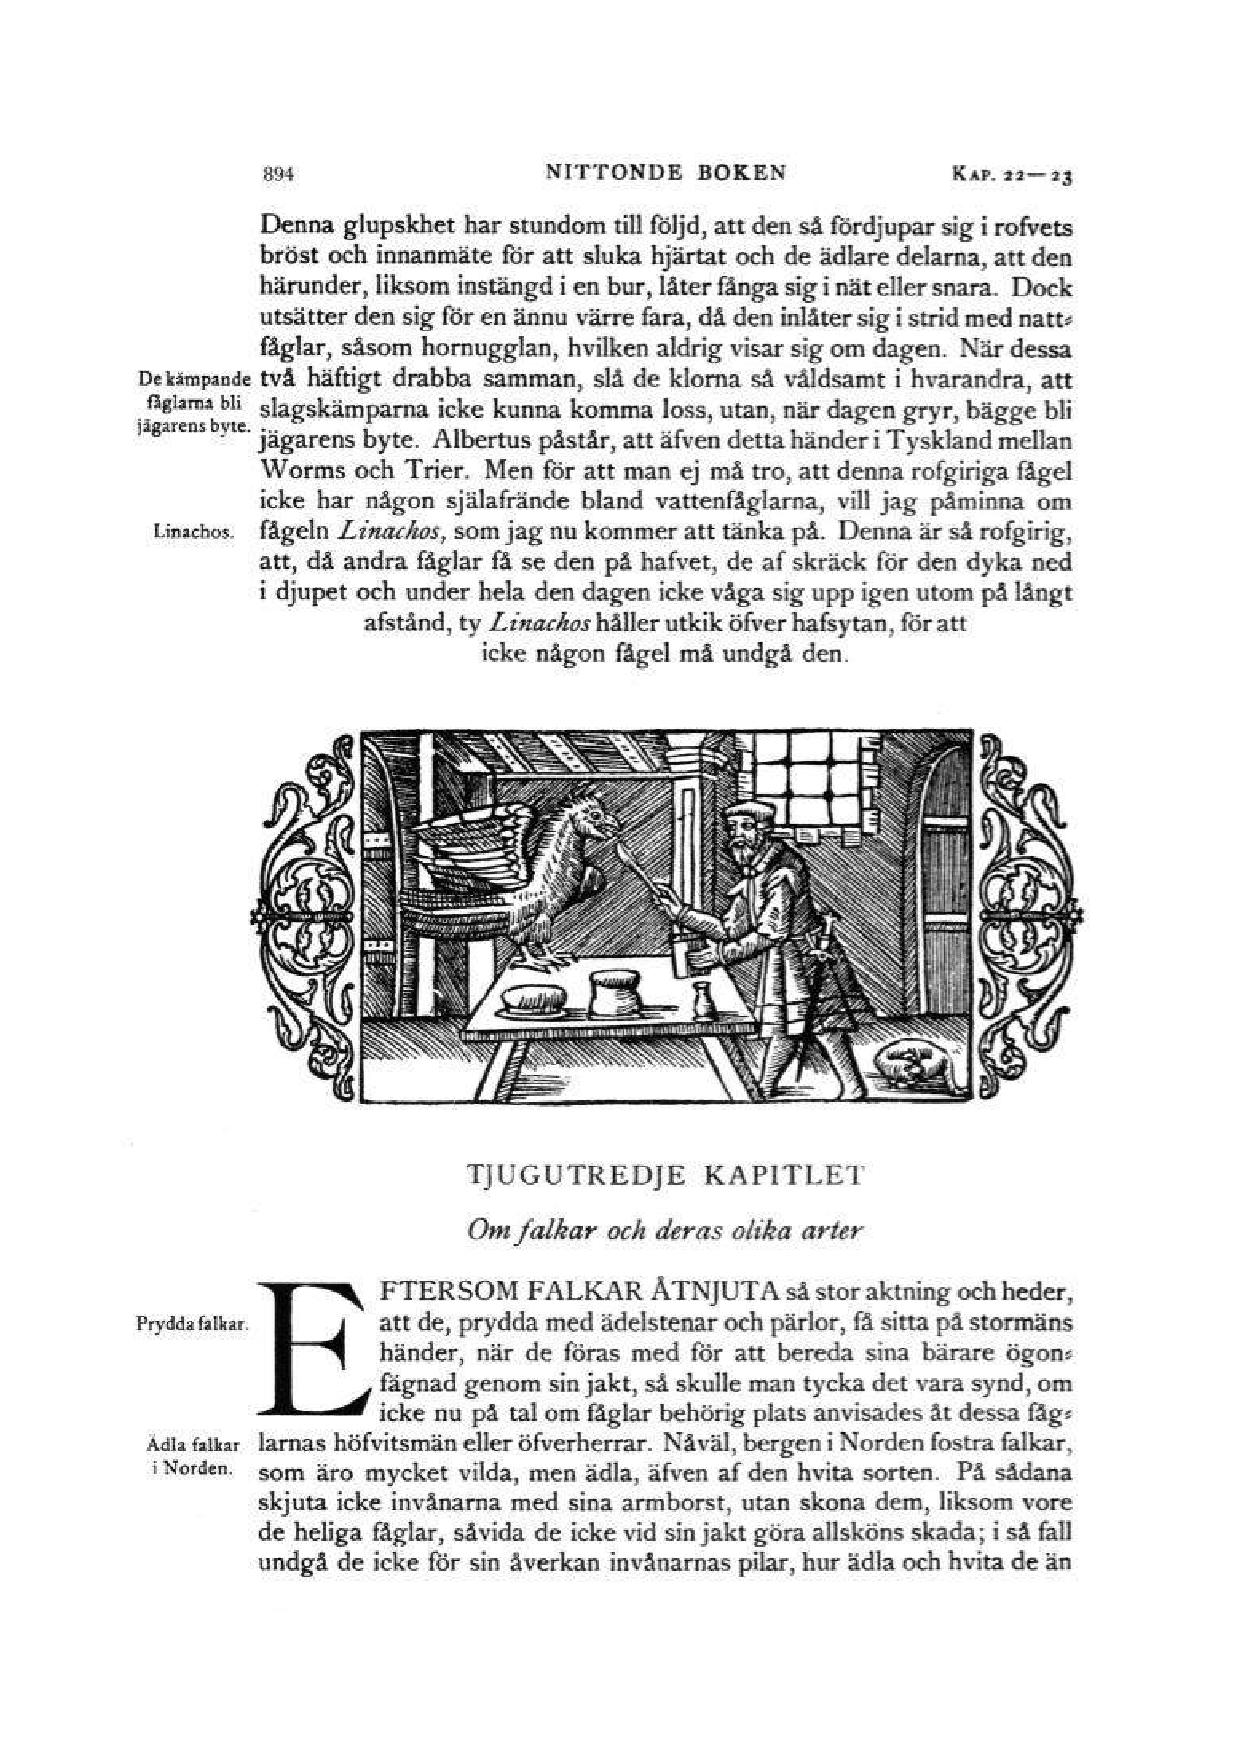 894 NITTONDE BOKEN KAP. 22—23
Denna glupskhet har stundom till följd, att den så fördjupar sig i rofvets
bröst och innanmäte för att sluka hjärtat och de ädlare delarna, att den
härunder, liksom instängd i en bur, låter fånga sig i nät eller snara. Dock
utsätter den sig för en ännu värre fara, då den inlåter sig i strid med natt⸗
fåglar, såsom hornugglan, hvilken aldrig visar sig om dagen. När dessa
De kämpande
fåglarna bli
jägarens byte.
två häftigt drabba samman, slå de klorna så våldsamt i hvarandra, att
slagskämparna icke kunna komma loss, utan, när dagen gryr, bägge bli
jägarens byte. Albertus påstår, att äfven detta händer i Tyskland mellan
Worms och Trier. Men för att man ej må tro, att denna rofgiriga fågel
icke har någon själafrände bland vattenfåglarna, vill jag påminna om
Linachos.
fågeln Linachos, som jag nu kommer att tänka på. Denna är så rofgirig,
att, då andra fåglar få se den på hafvet, de af skräck för den dyka ned
i djupet och under hela den dagen icke våga sig upp igen utom på långt
afstånd, ty Linachos håller utkik öfver hafsytan, för att
icke någon fågel må undgå den.
TJUGUTREDJE KAPITLET
Om falkar och deras olika arter
EFTERSOM FALKAR ÅTNJUTA så stor aktning och heder,
Prydda falkar.
att de, prydda med ädelstenar och pärlor, få sitta på stormäns
händer, när de föras med för att bereda sina bärare ögon⸗
fägnad genom sin jakt, så skulle man tycka det vara synd, om
icke nu på tal om fåglar behörig plats anvisades åt dessa fåg⸗
Ädla falkar
i Norden.
larnas höfvitsmän eller öfverherrar. Nåväl, bergen i Norden fostra falkar,
som äro mycket vilda, men ädla, äfven af den hvita sorten. På sådana
skjuta icke invånarna med sina armborst, utan skona dem, liksom vore
de heliga fåglar, såvida de icke vid sin jakt göra allsköns skada; i så fall
undgå de icke för sin åverkan invånarnas pilar, hur ädla och hvita de än